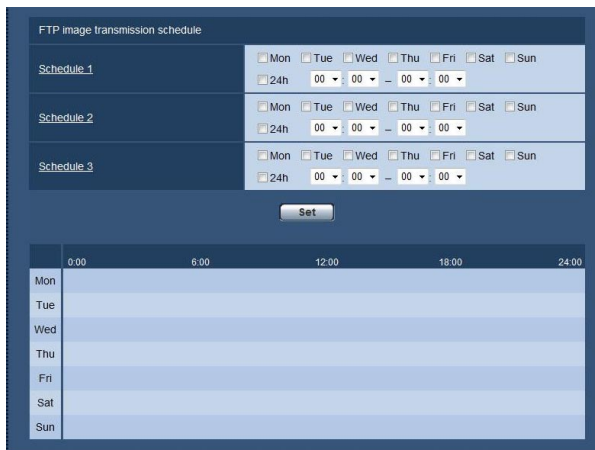 FTP image transmission schedule
Schedule 1
Mon Tue Wed Thu Fri Sat Sun
24h 00 : 00 – 00 : 00
Schedule 2
Mon Tue Wed Thu Fri Sat Sun
24h 00 : 00 – 00 : 00
Schedule 3
Mon Tue Wed Thu Fri Sat Sun
24h 00 : 00 – 00 : 00
Set
0:00 6:00 12:00 18:00 24:00
Mon
Tue
Wed
Thu
Fri
Sat
Sun